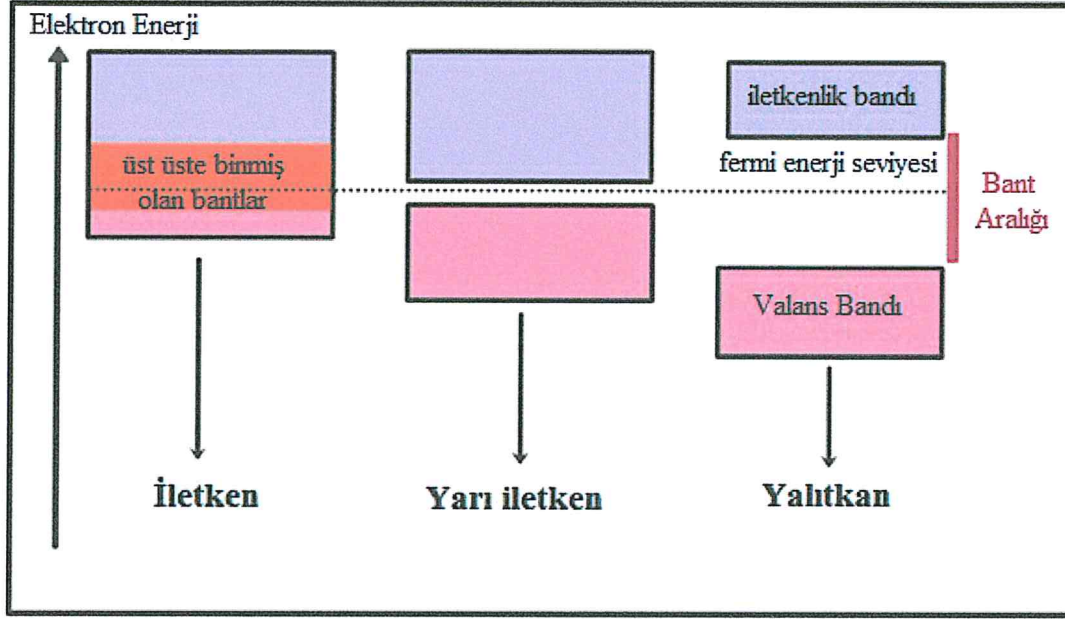 Elektron Enerji
üst üste binmiş
olan bantlar
iletkenlik bandı
fermi enerji seviyesi
Bant
Aralığı
Valans Bandı
İletken
Yarı iletken
Yalıtkan